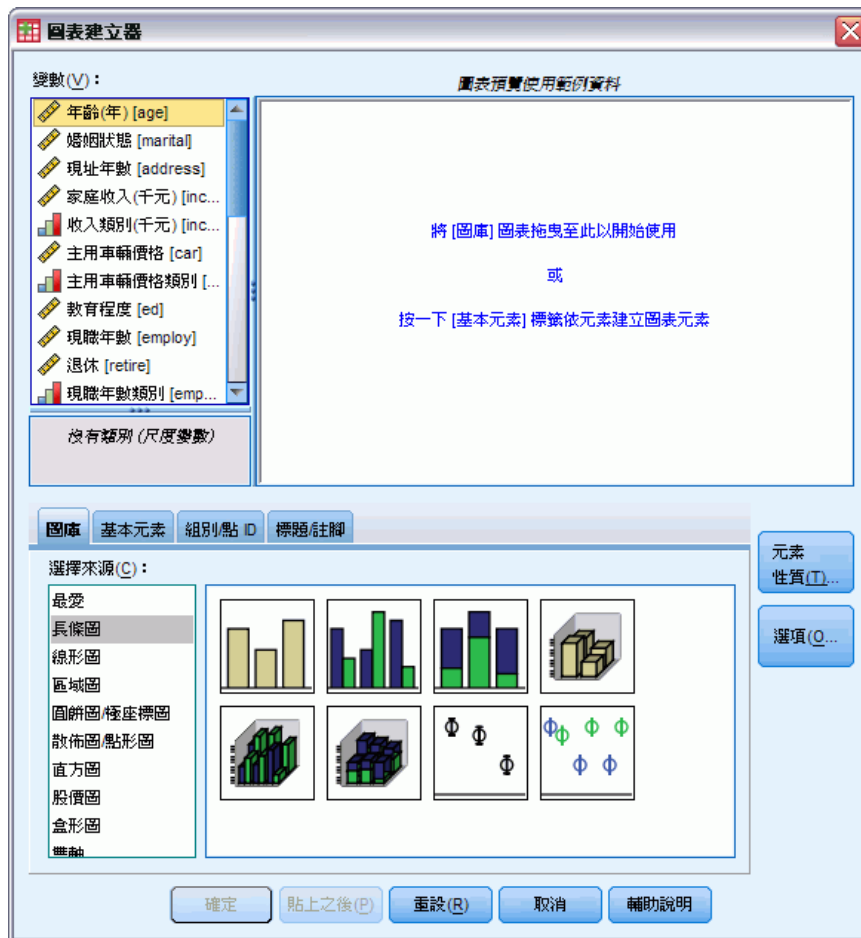 圖表建立器
變數(V)：
圖表預覽使用範例資料
年齡(年) [age]
婚姻狀態 [marital]
現址年數 [address]
家庭收入(千元) [inc...
收入類別(千元) [inc...
主用車輛價格 [car]
主用車輛價格類別 [...
教育程度 [ed]
現職年數 [employ]
退休 [retire]
現職年數類別 [emp...
將 [圖庫] 圖表拖曳至此以開始使用
或
按一下 [基本元素] 標籤依元素建立圖表元素
沒有類別 (尺度變數)
圖庫
基本元素
組別/點 ID
標題/註腳
選擇來源(C)：
最愛
長條圖
線形圖
區域圖
圓餅圖/極座標圖
散佈圖/點形圖
直方圖
股價圖
盒形圖
雙軸
元素
性質(T)...
選項(O...
確定
貼上之後(P)
重設(R)
取消
輔助說明